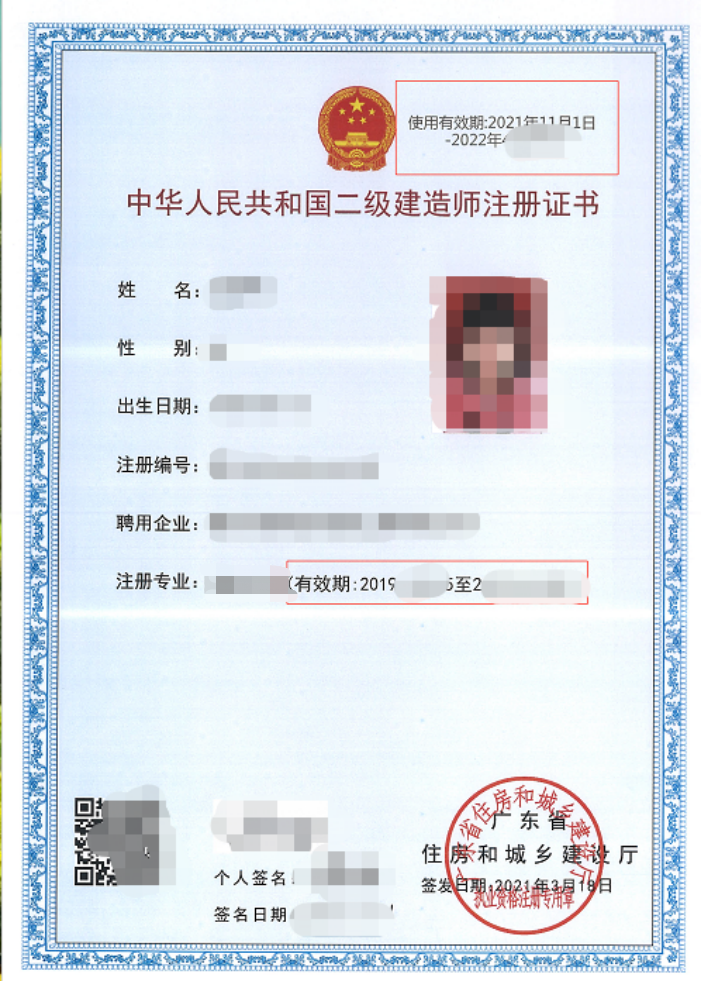 使用有效期:2021年11月1日
-2022年
中华人民共和国二级建造师注册证书
姓 名：
性 别：
出生日期：
注册编号：
聘用企业：
注册专业： (有效期:2019 至2
广东省住房和城乡建设厅
广东省
住房和城乡建设厅
个人签名:
签发日期:2021年3月18日
执业资格注册专用章
签名日期